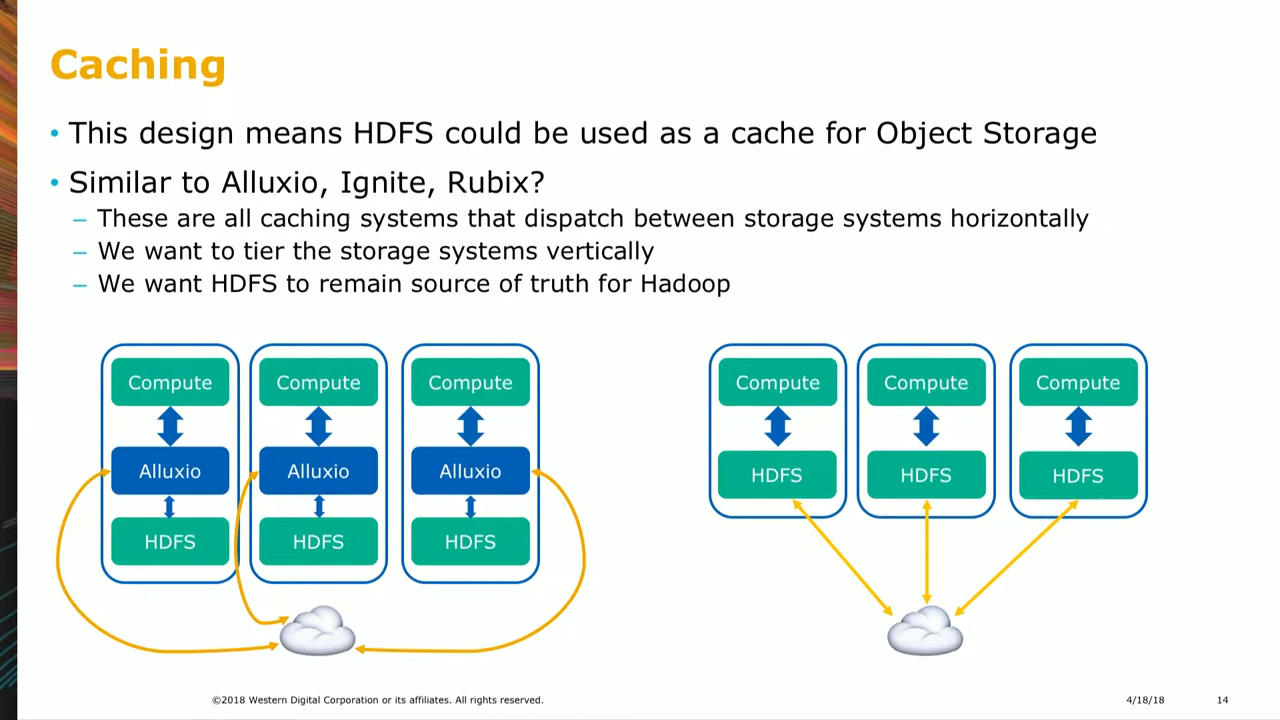 Caching
• This design means HDFS could be used as a cache for Object Storage
• Similar to Alluxio, Ignite, Rubix?
– These are all caching systems that dispatch between storage systems horizontally
– We want to tier the storage systems vertically
– We want HDFS to remain source of truth for Hadoop
Compute Compute Compute
Alluxio Alluxio Alluxio
HDFS HDFS HDFS
Compute Compute Compute
HDFS HDFS HDFS
©2018 Western Digital Corporation or its affiliates. All rights reserved. 4/18/18 14